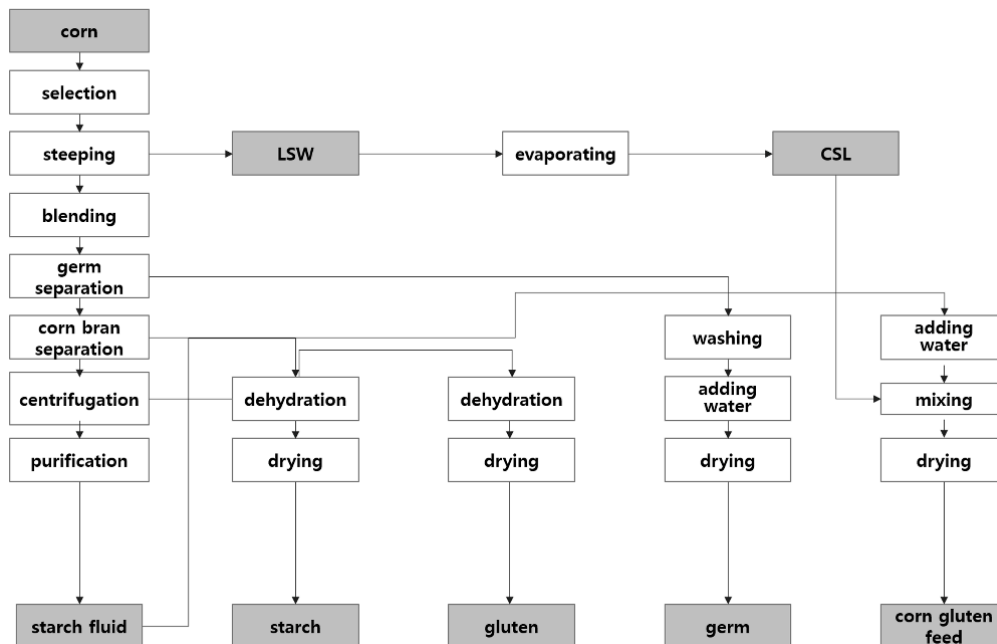 corn
selection
steeping
LSW
evaporating
CSL
blending
germ
separation
corn bran
separation
washing
adding
water
centrifugation
dehydration
dehydration
adding
water
mixing
purification
drying
drying
drying
drying
starch fluid
starch
gluten
germ
corn gluten
feed